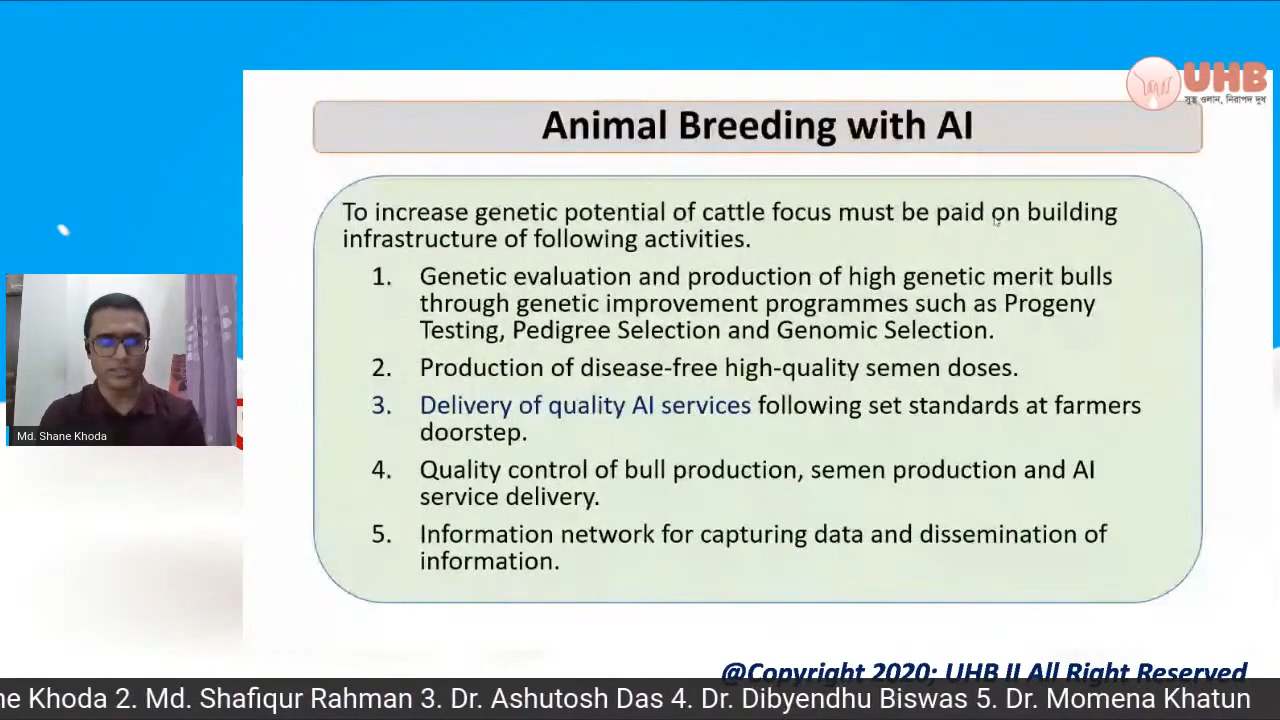 UHB
সুস্থ ওলান, নিরাপদ দুধ
Animal Breeding with AI
To increase genetic potential of cattle focus must be paid on building
infrastructure of following activities.
1. Genetic evaluation and production of high genetic merit bulls
through genetic improvement programmes such as Progeny
Testing, Pedigree Selection and Genomic Selection.
2. Production of disease-free high-quality semen doses.
3. Delivery of quality AI services following set standards at farmers
doorstep.
4. Quality control of bull production, semen production and AI
service delivery.
5. Information network for capturing data and dissemination of
information.
Md. Shane Khoda
@Copyright 2020; UHB II All Right Reserved
ne Khoda 2. Md. Shafiqur Rahman 3. Dr. Ashutosh Das 4. Dr. Dibyendhu Biswas 5. Dr. Momena Khatun